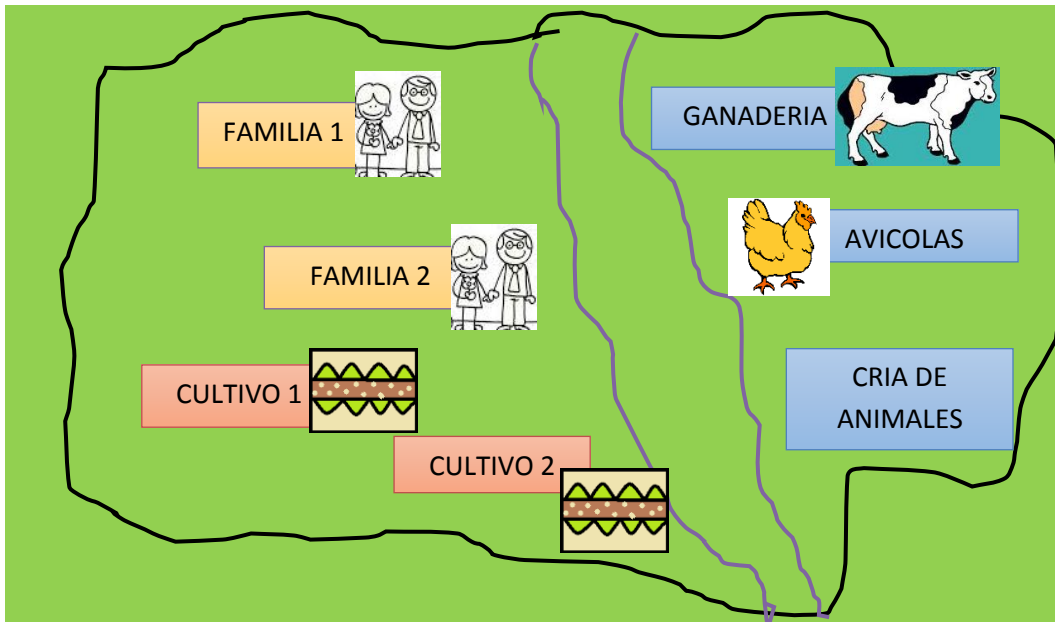 FAMILIA 1
GANADERIA
FAMILIA 2
AVICOLAS
CULTIVO 1
CRIA DE
ANIMALES
CULTIVO 2